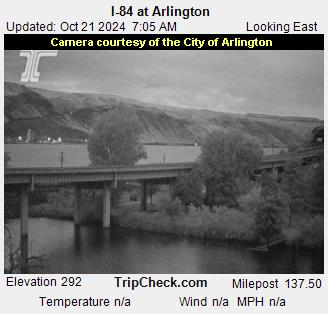 I-84 at Arlington
Updated: Oct 21 2024 7:05 AM Looking East
Camera courtesy of the City of Arlington
Elevation 292 TripCheck.com Milepost 137.50
Temperature n/a Wind n/a MPH n/a